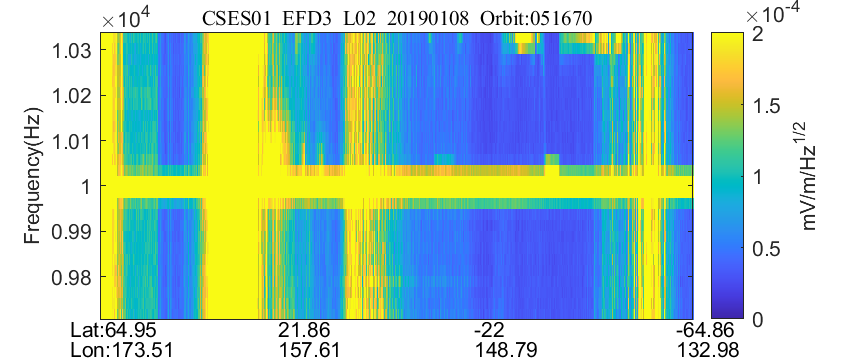 CSES01 EFD3 L02 20190108 Orbit:051670
×10⁴
×10⁻⁴
1.03
1.02
1.01
1
0.99
0.98
Frequency(Hz)
2
1.5
1
0.5
0
mV/m/Hz^1/2
Lat:64.95 21.86 -22 -64.86
Lon:173.51 157.61 148.79 132.98